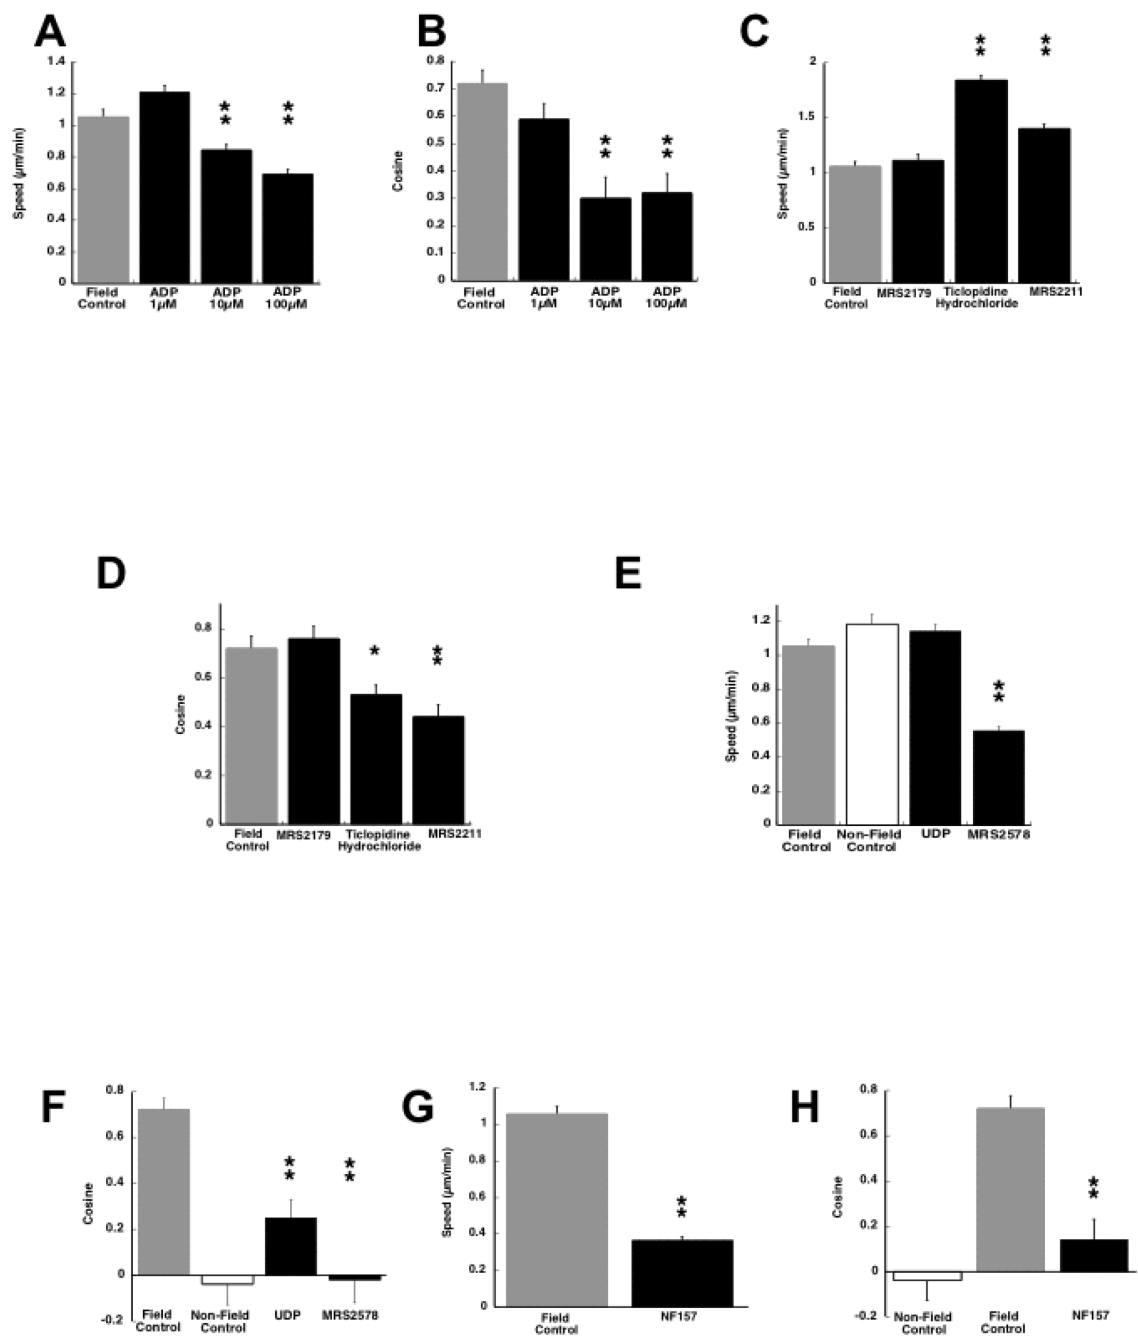 A
B
C
1.4
1.2
1
0.8
0.6
0.4
0.2
0
Speed (µm/min)
** **
Field Control
ADP 1µM
ADP 10µM
ADP 100µM
0.8
0.7
0.6
0.5
0.4
0.3
0.2
0.1
0
Cosine
** **
Field Control
ADP 1µM
ADP 10µM
ADP 100µM
2
1.5
1
0.5
0
Speed (µm/min)
** **
Field Control
MRS2179
Ticlopidine Hydrochloride
MRS2211
D
E
0.8
0.6
0.4
0.2
0
Cosine
* **
Field Control
MRS2179
Ticlopidine Hydrochloride
MRS2211
1.2
1
0.8
0.6
0.4
0.2
0
Speed (µm/min)
**
Field Control
Non-Field Control
UDP
MRS2578
F
G
H
0.8
0.6
0.4
0.2
0
-0.2
Cosine
** **
Field Control
Non-Field Control
UDP
MRS2578
1.2
1
0.8
0.6
0.4
0.2
0
Speed (µm/min)
**
Field Control
NF157
0.8
0.6
0.4
0.2
0
-0.2
Cosine
**
Non-Field Control
Field Control
NF157